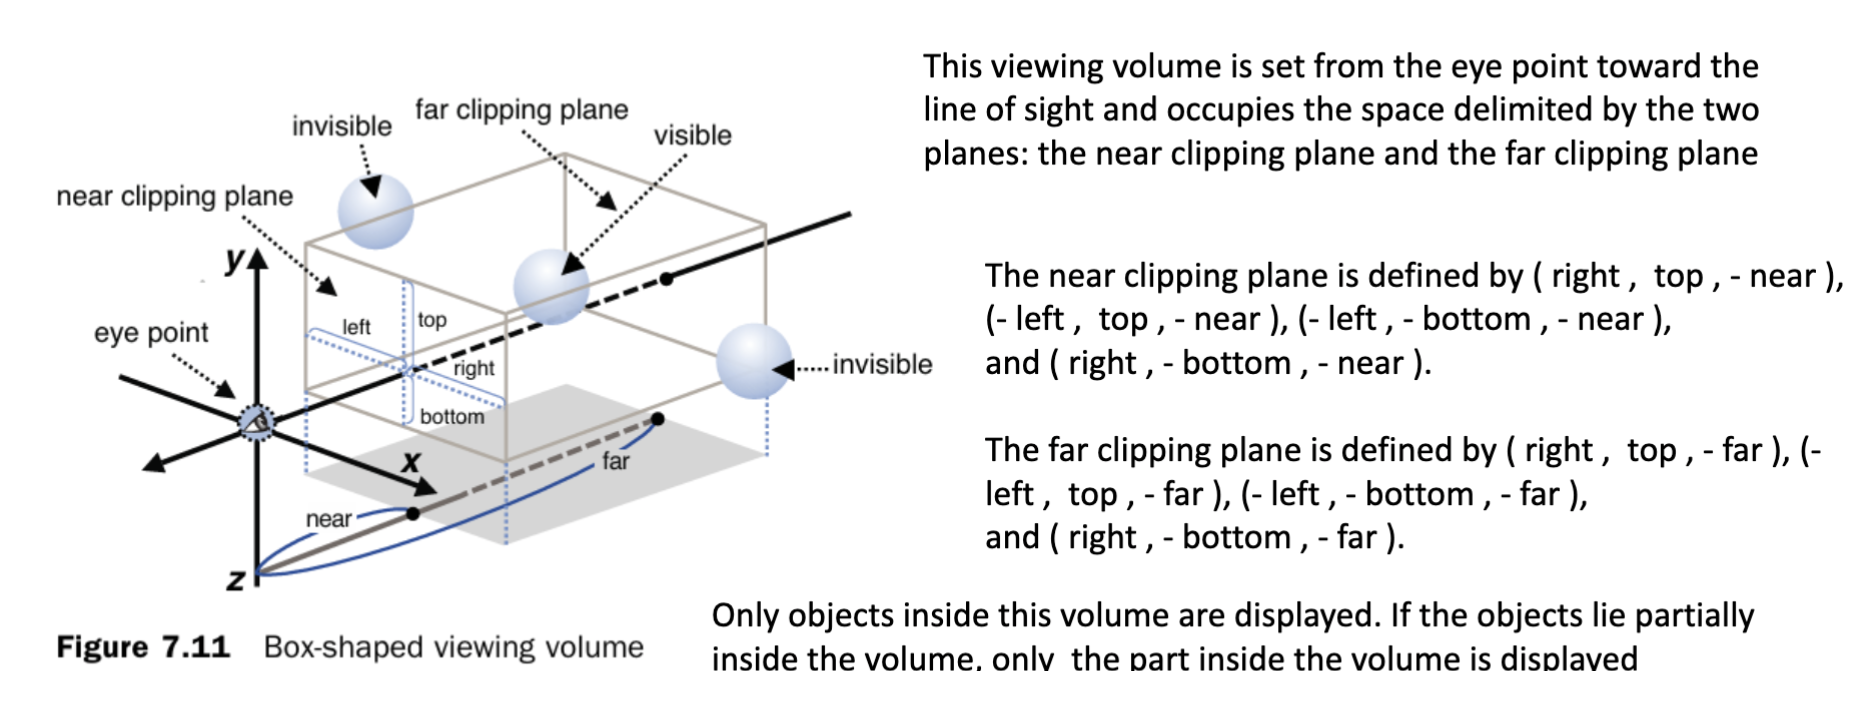 This viewing volume is set from the eye point toward the
line of sight and occupies the space delimited by the two
planes: the near clipping plane and the far clipping plane
far clipping plane
invisible
visible
near clipping plane
y
eye point
left
top
right
bottom
invisible
x
far
near
z
The near clipping plane is defined by ( right , top , - near ),
(- left , top , - near ), (- left , - bottom , - near ),
and ( right , - bottom , - near ).
The far clipping plane is defined by ( right , top , - far ), (-
left , top , - far ), (- left , - bottom , - far ),
and ( right , - bottom , - far ).
Figure 7.11 Box-shaped viewing volume
Only objects inside this volume are displayed. If the objects lie partially
inside the volume, only the part inside the volume is displayed